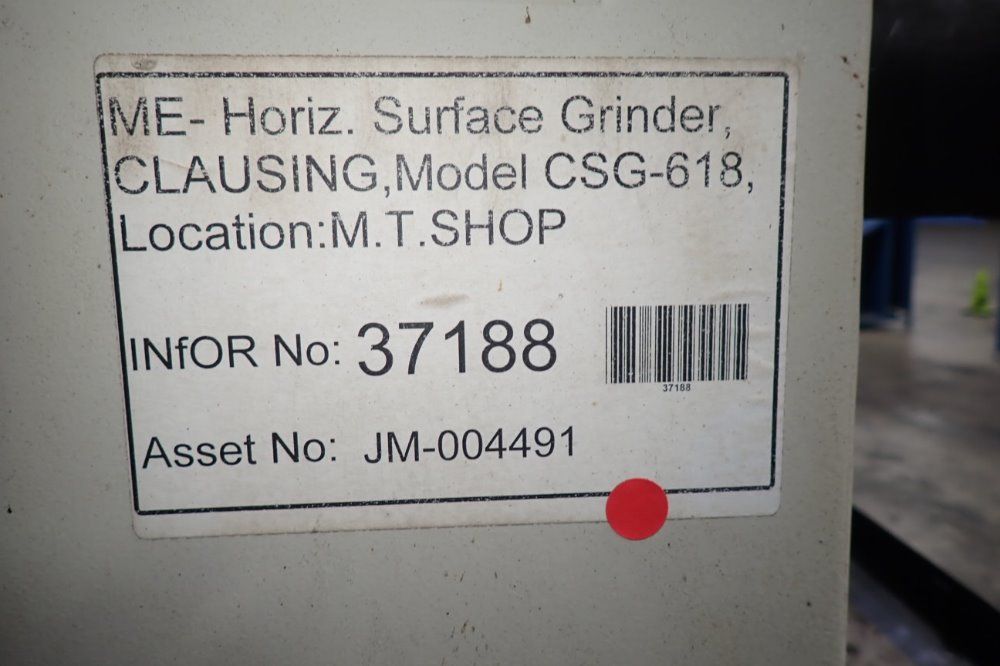 ME- Horiz. Surface Grinder,
CLAUSING,Model CSG-618,
Location:M.T.SHOP
INfOR No: 37188
37188
Asset No: JM-004491